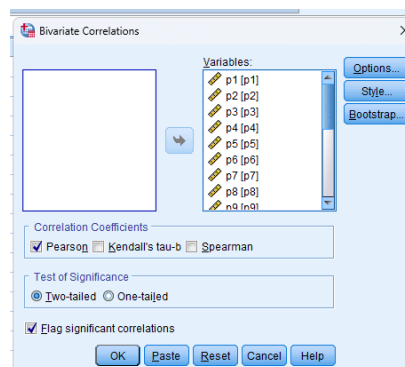 Bivariate Correlations
Variables:
p1 [p1]
p2 [p2]
p3 [p3]
p4 [p4]
p5 [p5]
p6 [p6]
p7 [p7]
p8 [p8]
p9 [p9]
Options...
Style...
Bootstrap...
Correlation Coefficients
Pearson Kendall's tau-b Spearman
Test of Significance
Two-tailed One-tailed
Flag significant correlations
OK Paste Reset Cancel Help